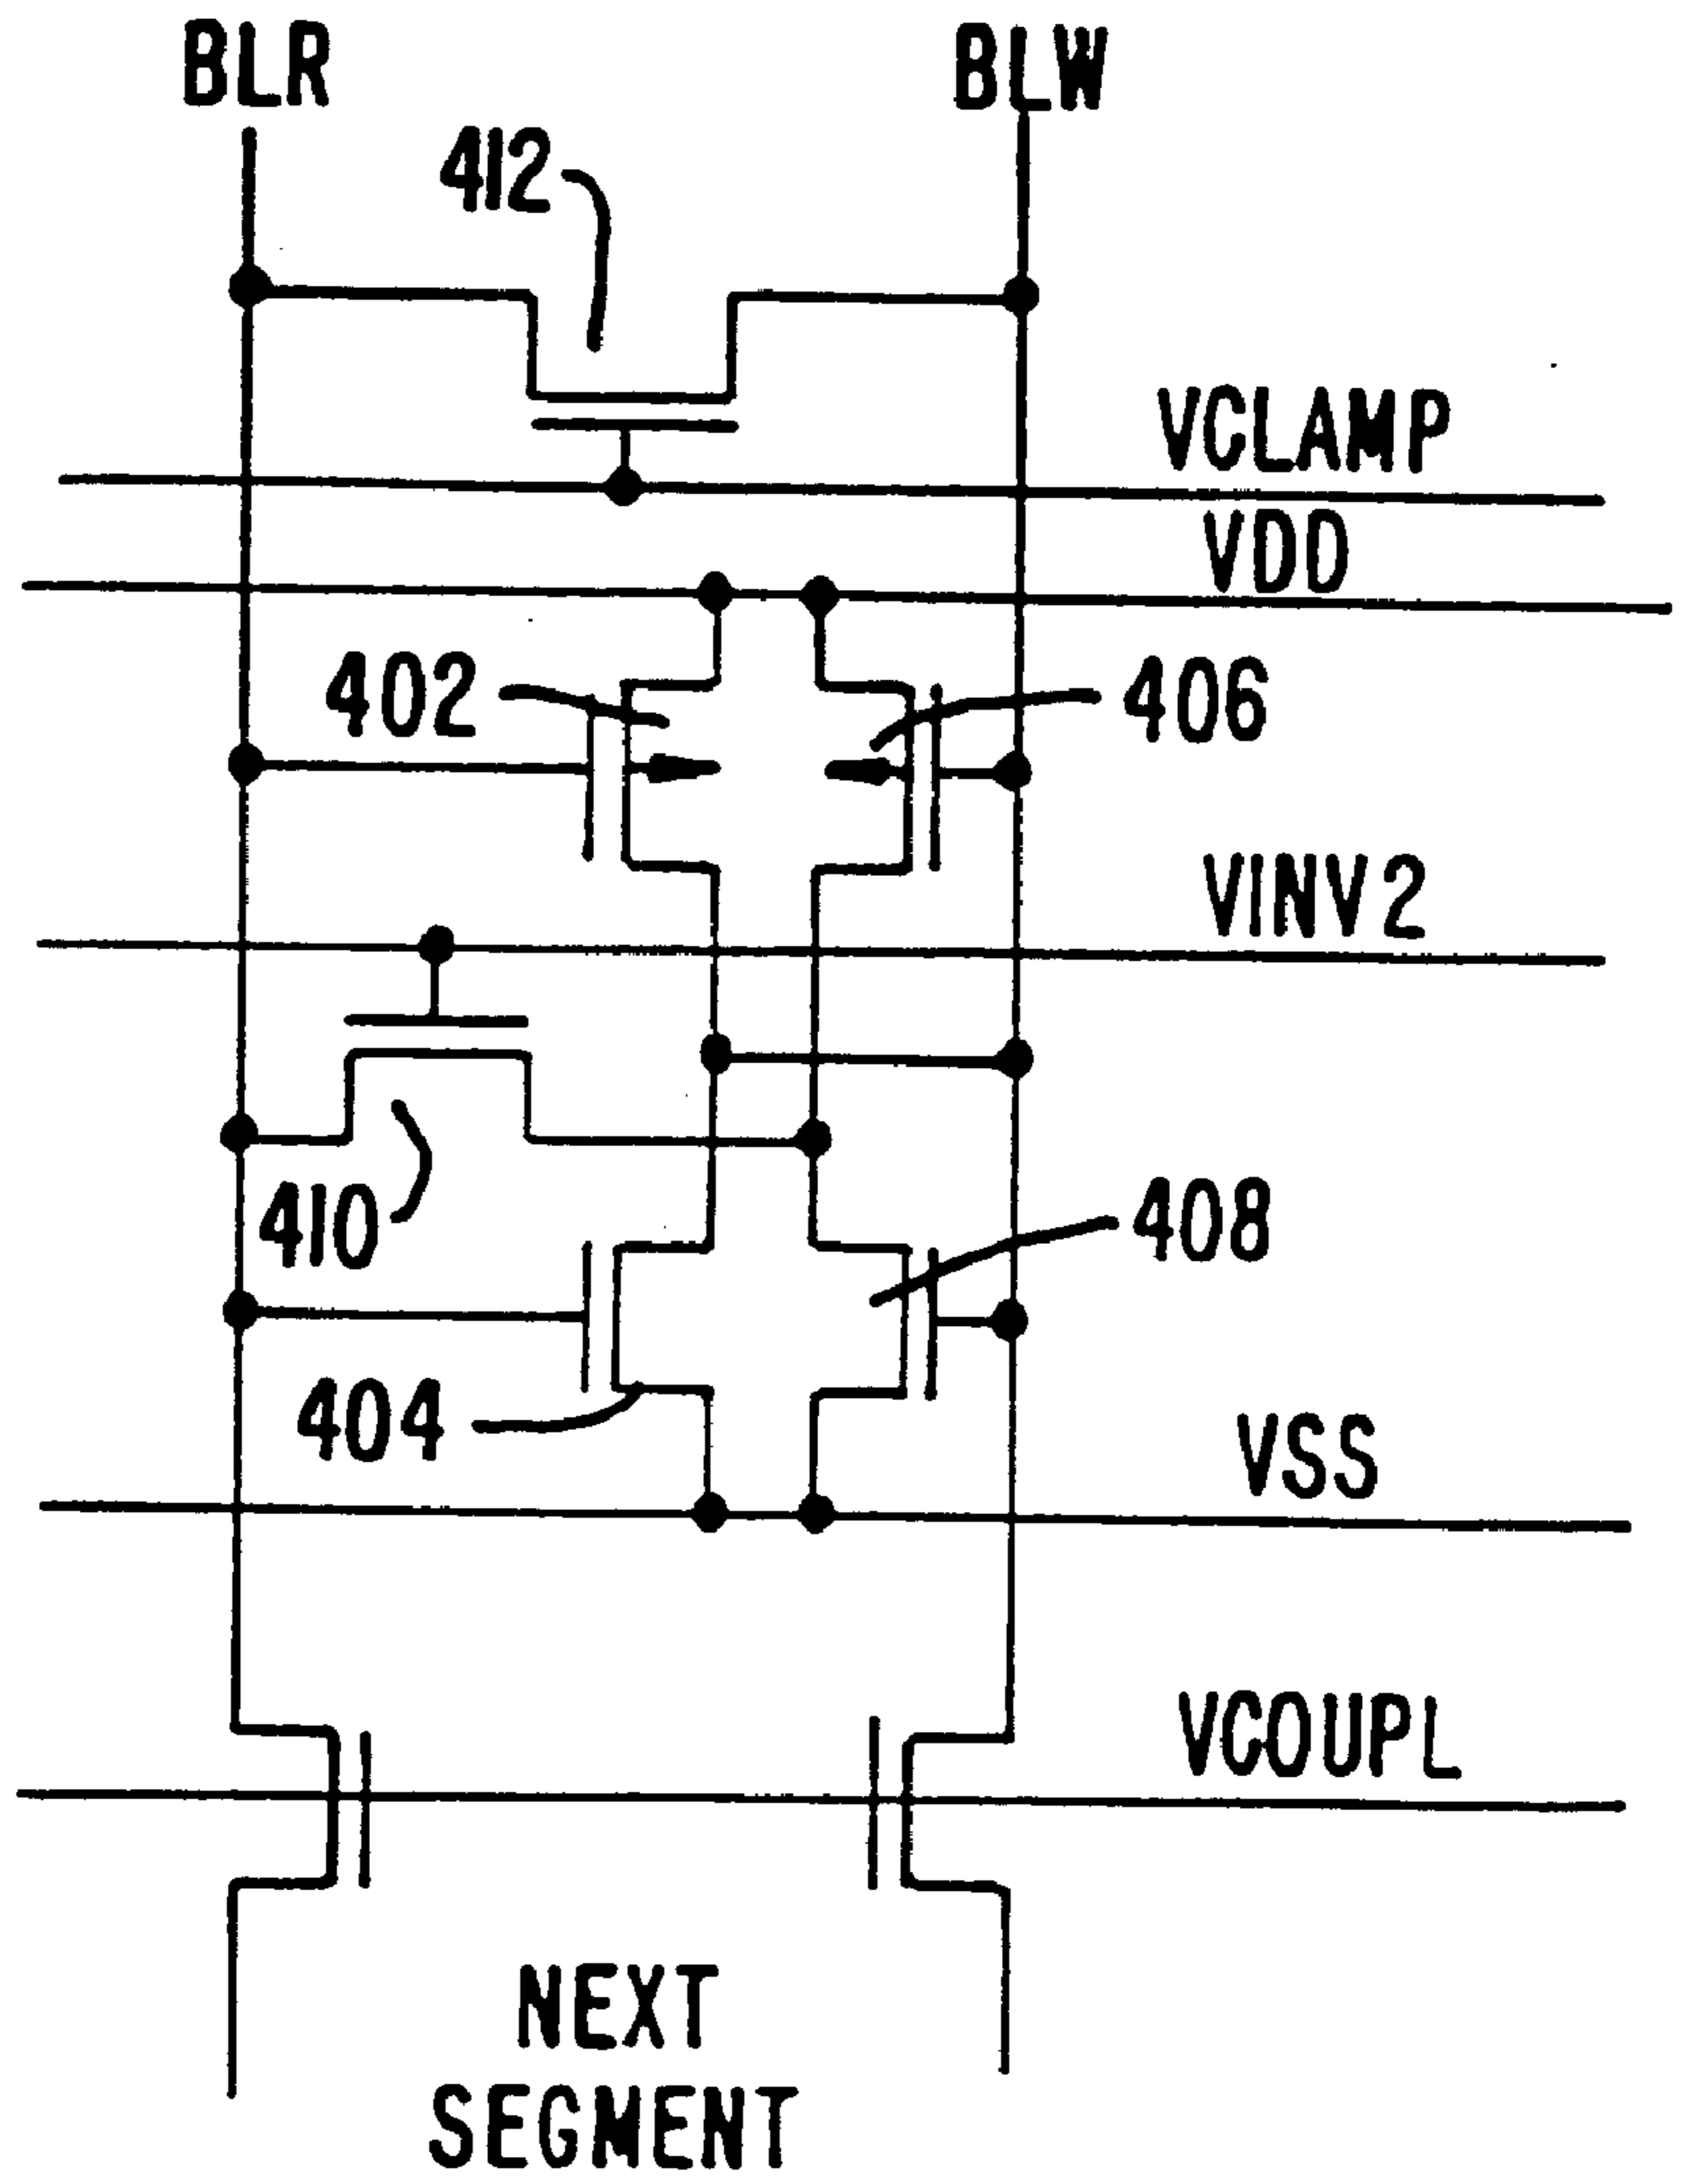 BLR
BLW
412
VCLAMP
VDD
402
406
VINV2
410
408
404
VSS
VCOUPL
NEXT
SEGMENT